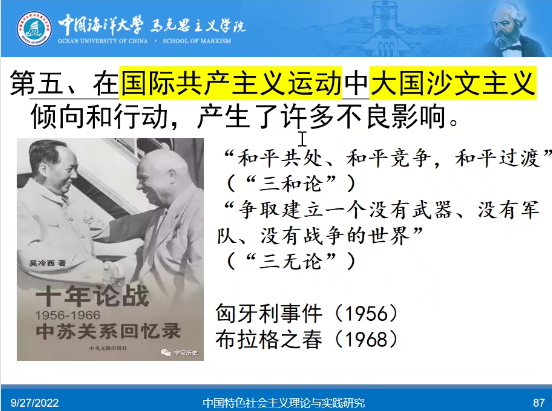 中国海洋大学 马克思主义学院
OCEAN UNIVERSITY OF CHINA • SCHOOL OF MARXISM
第五、在国际共产主义运动中大国沙文主义
倾向和行动，产生了许多不良影响。
“和平共处、和平竞争，和平过渡”
（“三和论”）
“争取建立一个没有武器、没有军
队、没有战争的世界”
（“三无论”）
匈牙利事件（1956）
布拉格之春（1968）
吴冷西 著
十年论战
1956-1966
中苏关系回忆录
中央文献出版社
9/27/2022
中国特色社会主义理论与实践研究
87